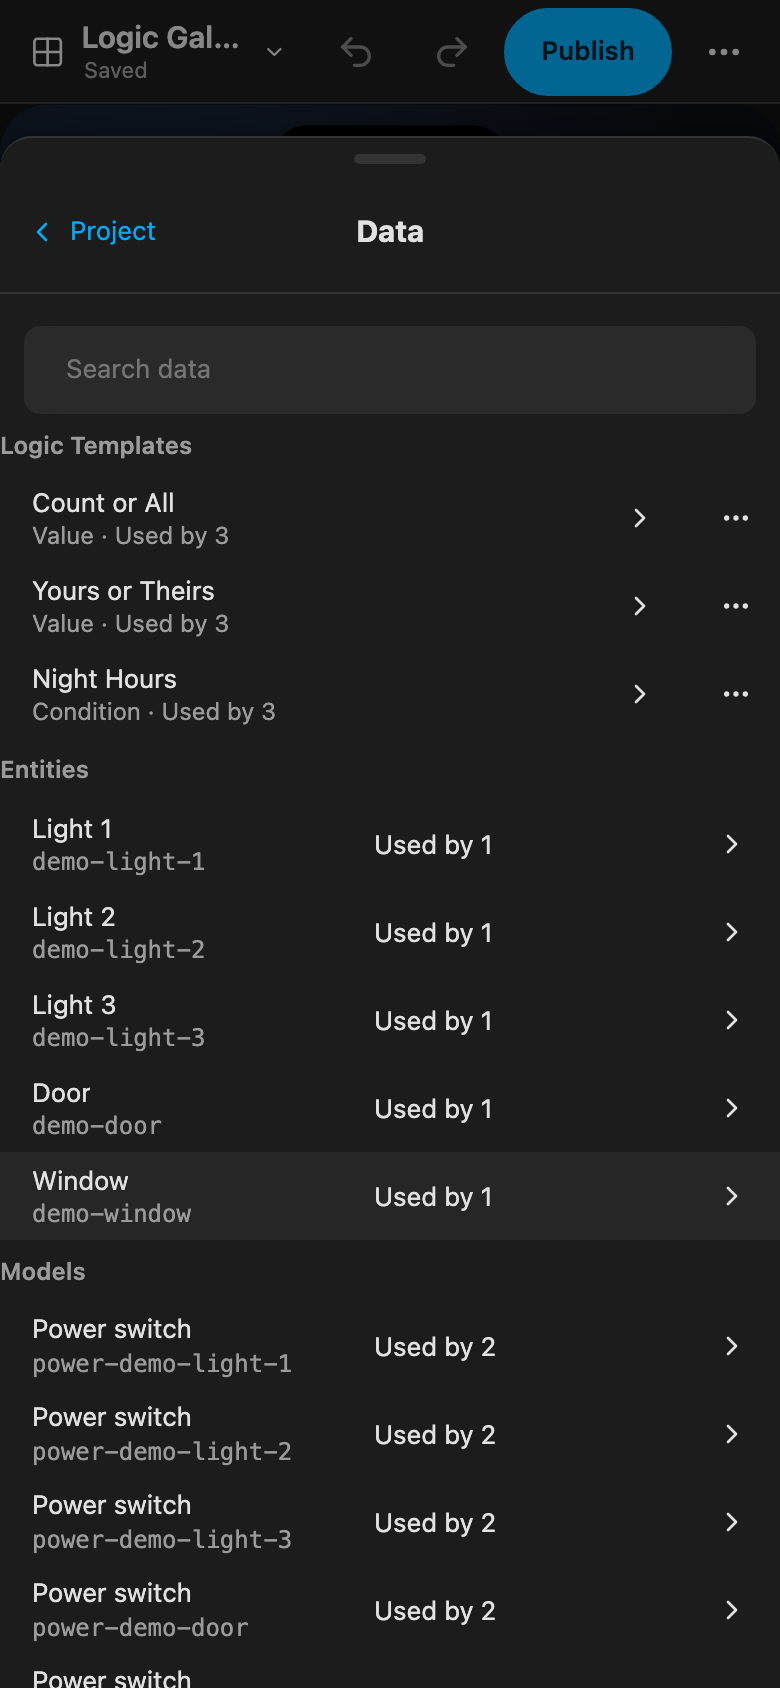 Logic Gal...
Saved
Publish
Project
Data
Search data
Logic Templates
Count or All
Value · Used by 3
Yours or Theirs
Value · Used by 3
Night Hours
Condition · Used by 3
Entities
Light 1
demo-light-1
Used by 1
Light 2
demo-light-2
Used by 1
Light 3
demo-light-3
Used by 1
Door
demo-door
Used by 1
Window
demo-window
Used by 1
Models
Power switch
power-demo-light-1
Used by 2
Power switch
power-demo-light-2
Used by 2
Power switch
power-demo-light-3
Used by 2
Power switch
power-demo-door
Used by 2
Power switch